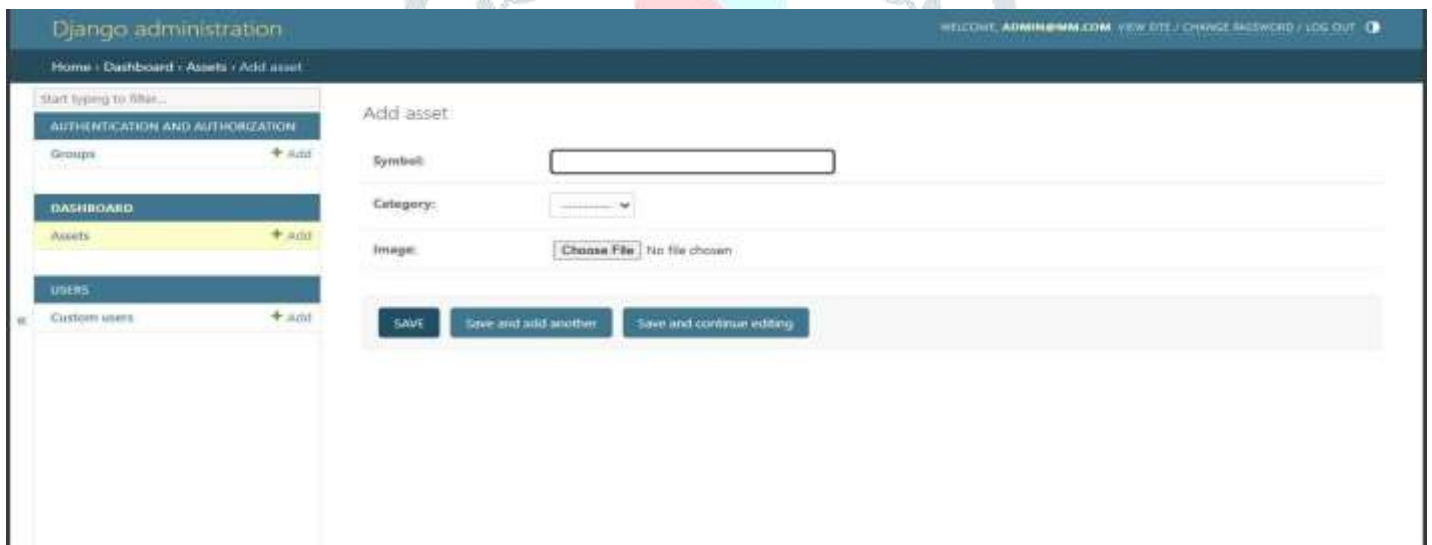 Django administration
WELCOME, ADMIN@WM.COM VIEW SITE / CHANGE PASSWORD / LOG OUT
Home › Dashboard › Assets › Add asset
Start typing to filter...
AUTHENTICATION AND AUTHORIZATION
Groups + Add
DASHBOARD
Assets + Add
USERS
Custom users + Add
«
Add asset
Symbol:
Category: ---------
Image: Choose File No file chosen
SAVE Save and add another Save and continue editing